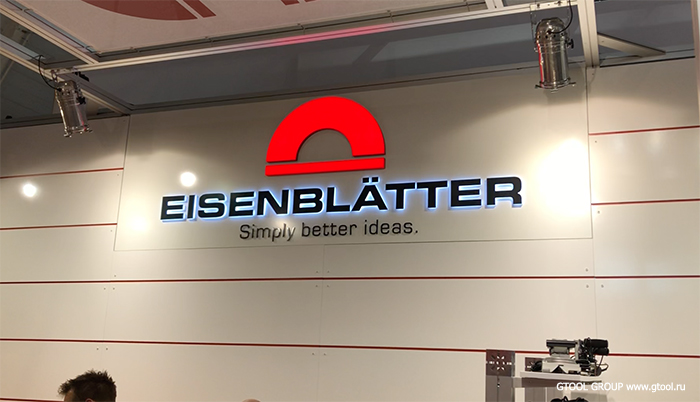 EISENBLÄTTER
Simply better ideas.
GTOOL GROUP www.gtool.ru